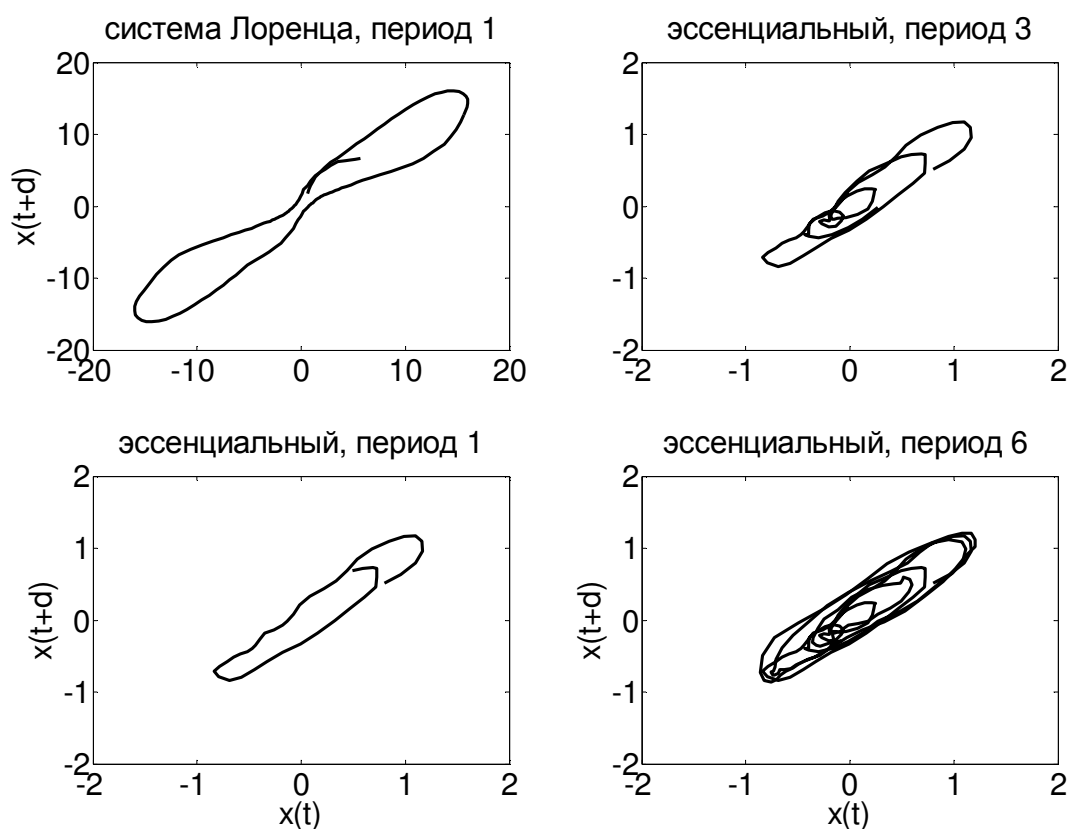 система Лоренца, период 1
20
10
0
-10
-20
-20 -10 0 10 20
x(t+d)
эссенциальный, период 3
2
1
0
-1
-2
-2 -1 0 1 2
эссенциальный, период 1
2
1
0
-1
-2
-2 -1 0 1 2
x(t+d)
x(t)
эссенциальный, период 6
2
1
0
-1
-2
-2 -1 0 1 2
x(t+d)
x(t)